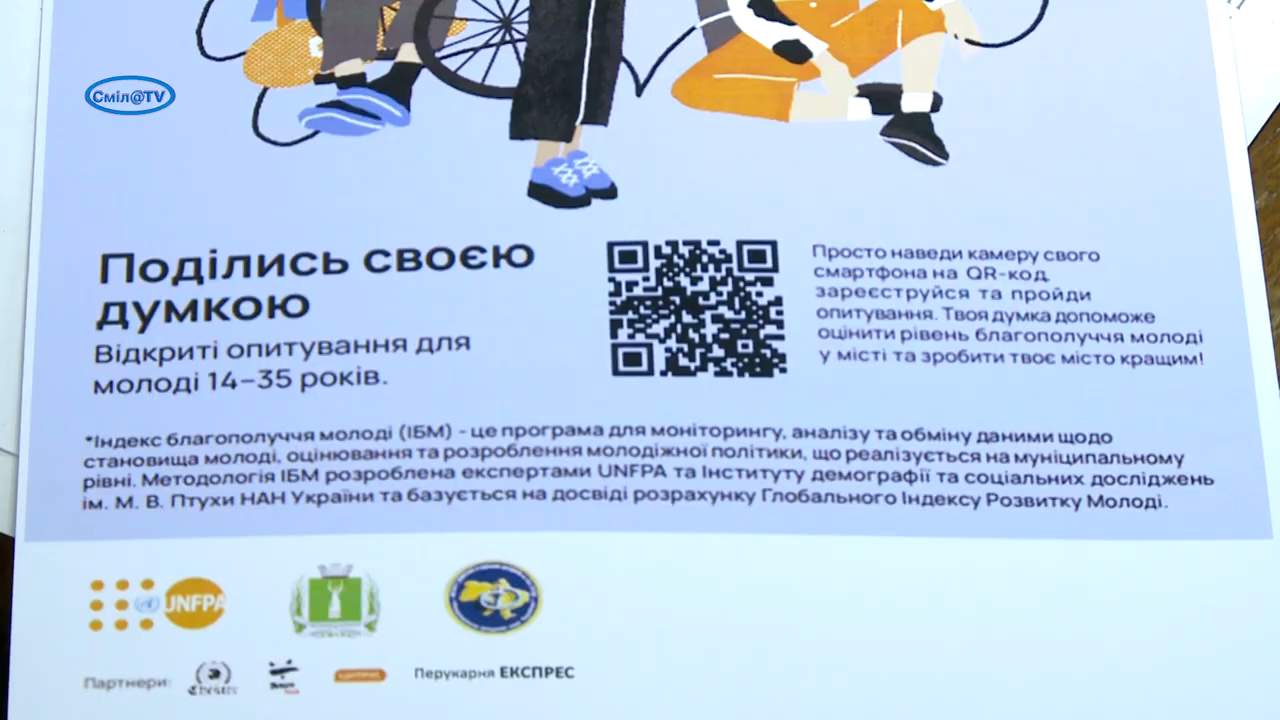 Сміл@TV
Поділись своєю
думкою
Відкриті опитування для
молоді 14–35 років.
Просто наведи камеру свого
смартфона на QR-код,
зареєструйся та пройди
опитування. Твоя думка допоможе
оцінити рівень благополуччя молоді
у місті та зробити твоє місто кращим!
*Індекс благополуччя молоді (ІБМ) - це програма для моніторингу, аналізу та обміну даними щодо
становища молоді, оцінювання та розроблення молодіжної політики, що реалізується на муніципальному
рівні. Методологія ІБМ розроблена експертами UNFPA та Інституту демографії та соціальних досліджень
ім. М. В. Птухи НАН України та базується на досвіді розрахунку Глобального Індексу Розвитку Молоді.
UNFPA
Партнери:
Перукарня ЕКСПРЕС